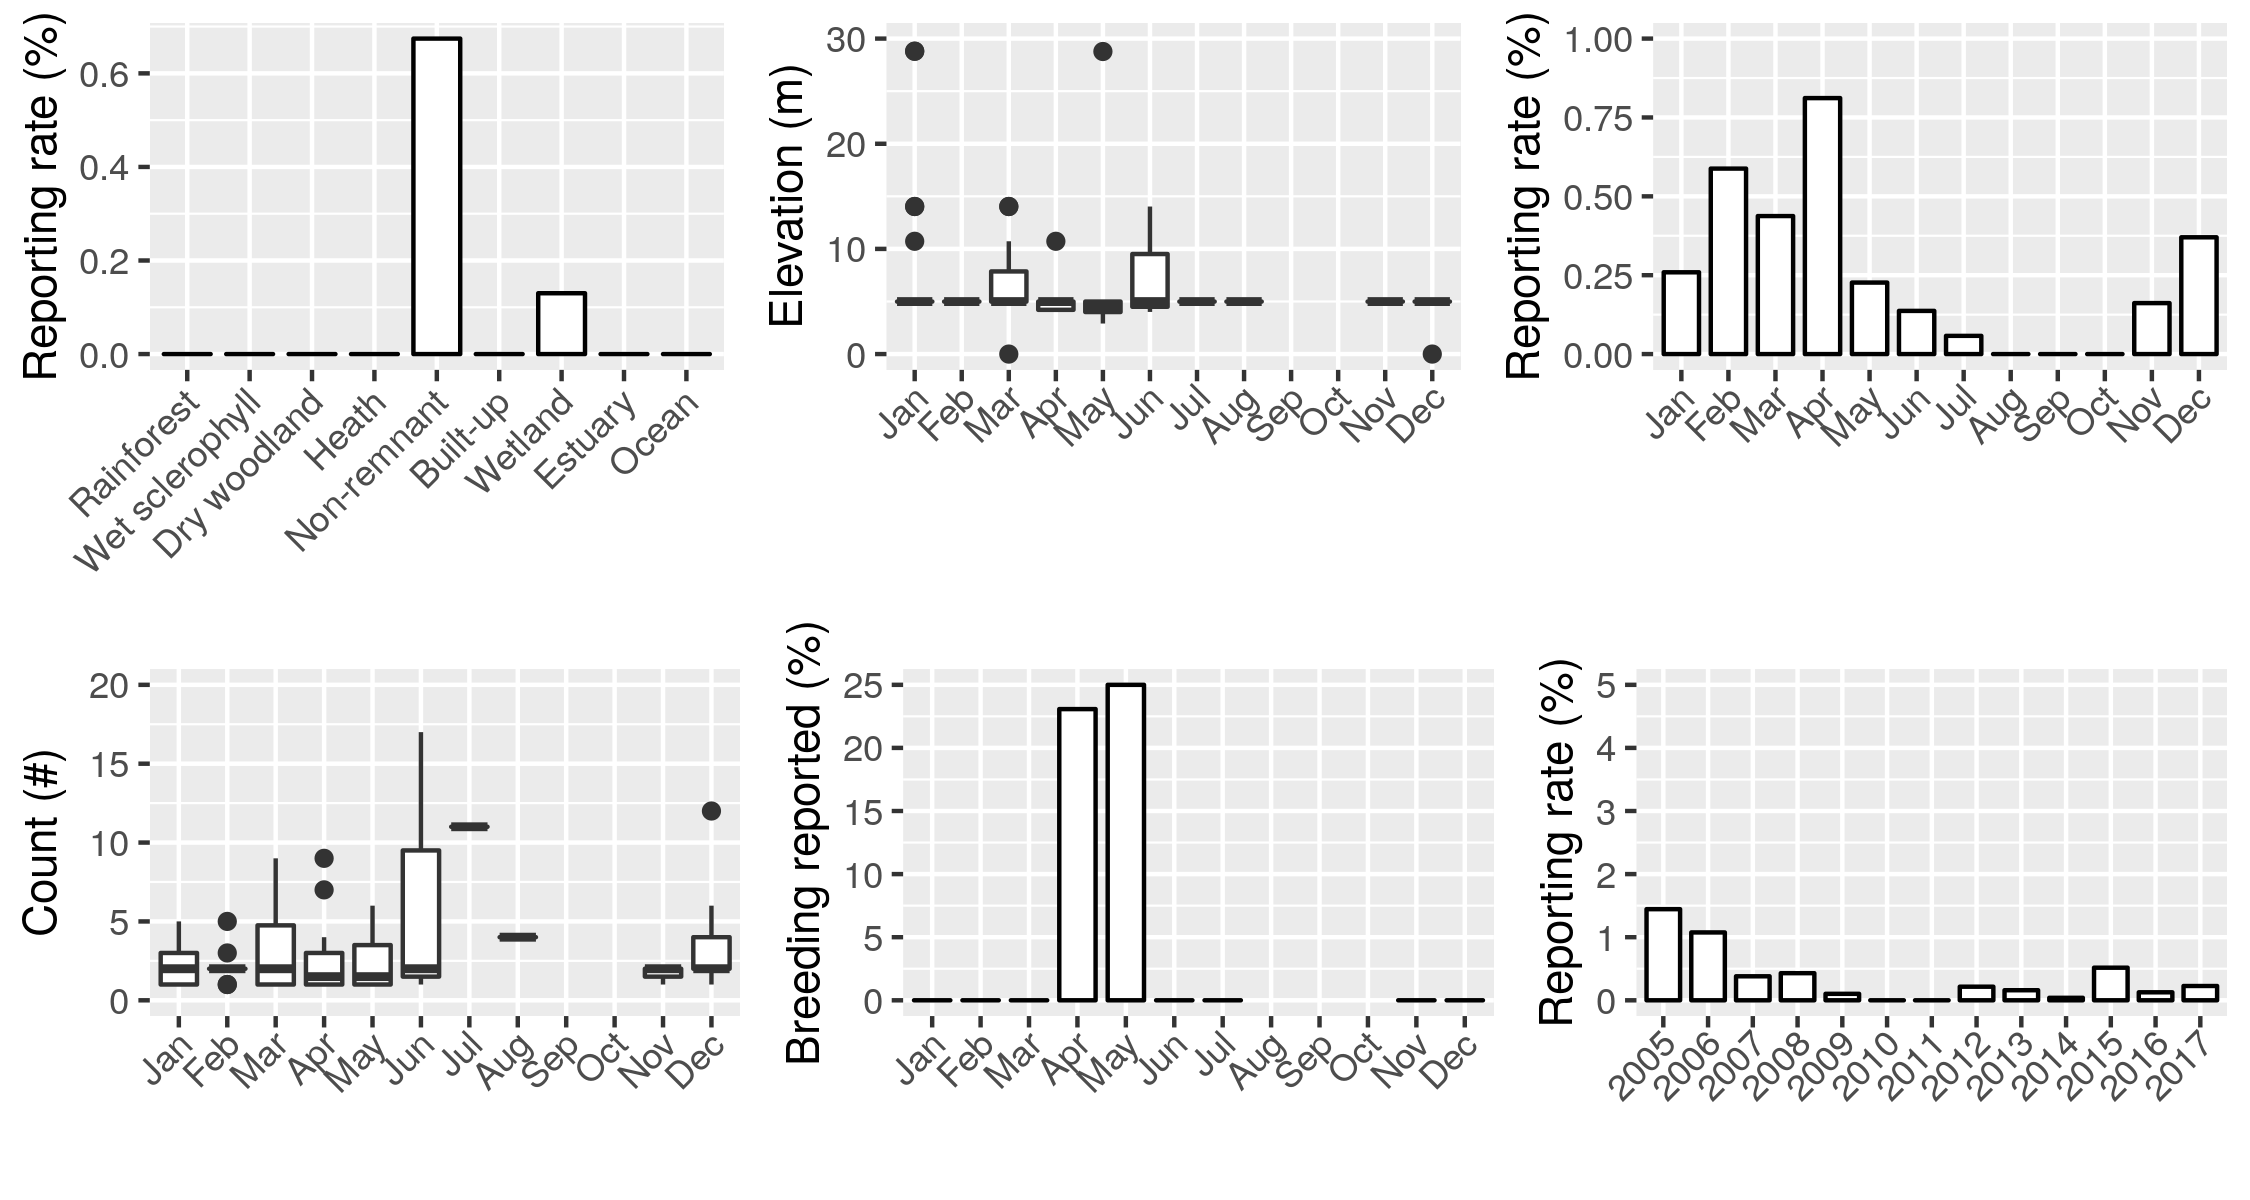 Reporting rate (%)
0.6
0.4
0.2
0.0
Rainforest
Wet sclerophyll
Dry woodland
Heath
Non-remnant
Built-up
Wetland
Estuary
Ocean
Elevation (m)
30
20
10
0
Jan
Feb
Mar
Apr
May
Jun
Jul
Aug
Sep
Oct
Nov
Dec
Reporting rate (%)
1.00
0.75
0.50
0.25
0.00
Jan
Feb
Mar
Apr
May
Jun
Jul
Aug
Sep
Oct
Nov
Dec
Count (#)
20
15
10
5
0
Jan
Feb
Mar
Apr
May
Jun
Jul
Aug
Sep
Oct
Nov
Dec
Breeding reported (%)
25
20
15
10
5
0
Jan
Feb
Mar
Apr
May
Jun
Jul
Aug
Sep
Oct
Nov
Dec
Reporting rate (%)
5
4
3
2
1
0
2005
2006
2007
2008
2009
2010
2011
2012
2013
2014
2015
2016
2017